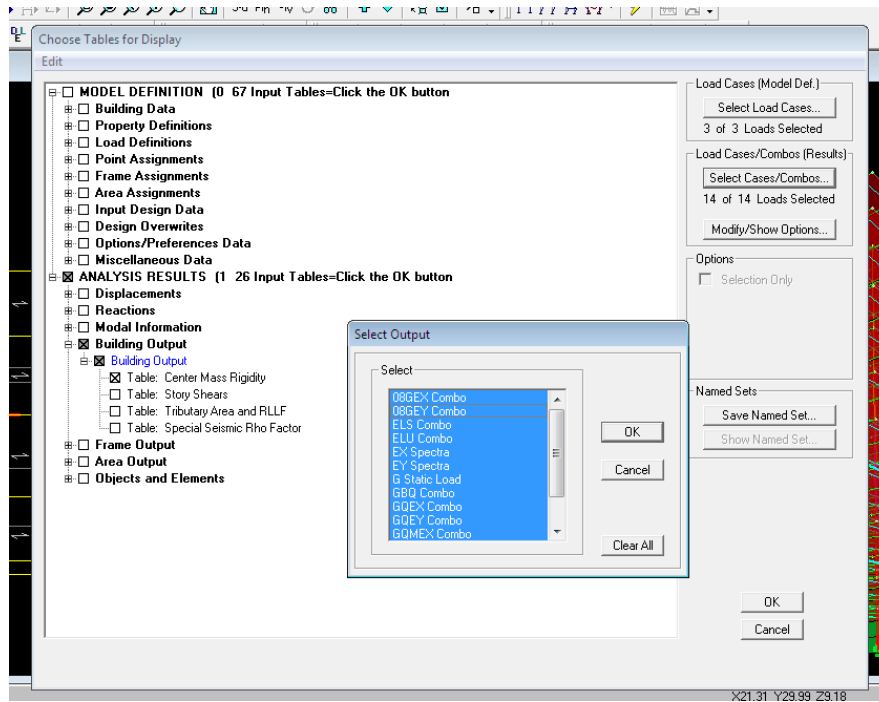 Choose Tables for Display
Edit
MODEL DEFINITION (0 67 Input Tables=Click the OK button
Building Data
Property Definitions
Load Definitions
Point Assignments
Frame Assignments
Area Assignments
Input Design Data
Design Overwrites
Options/Preferences Data
Miscellaneous Data
ANALYSIS RESULTS (1 26 Input Tables=Click the OK button
Displacements
Reactions
Modal Information
Building Output
Building Output
Table: Center Mass Rigidity
Table: Story Shears
Table: Tributary Area and RLLF
Table: Special Seismic Rho Factor
Frame Output
Area Output
Objects and Elements
Load Cases (Model Def.)
Select Load Cases...
3 of 3 Loads Selected
Load Cases/Combos (Results)
Select Cases/Combos...
14 of 14 Loads Selected
Modify/Show Options...
Options
Selection Only
Named Sets
Save Named Set...
Show Named Set...
OK
Cancel
Select Output
Select
08GEX Combo
08GEY Combo
ELS Combo
ELU Combo
EX Spectra
EY Spectra
G Static Load
GBQ Combo
GQEX Combo
GQEY Combo
GQMEX Combo
OK
Cancel
Clear All
X21.31 Y29.99 Z9.18